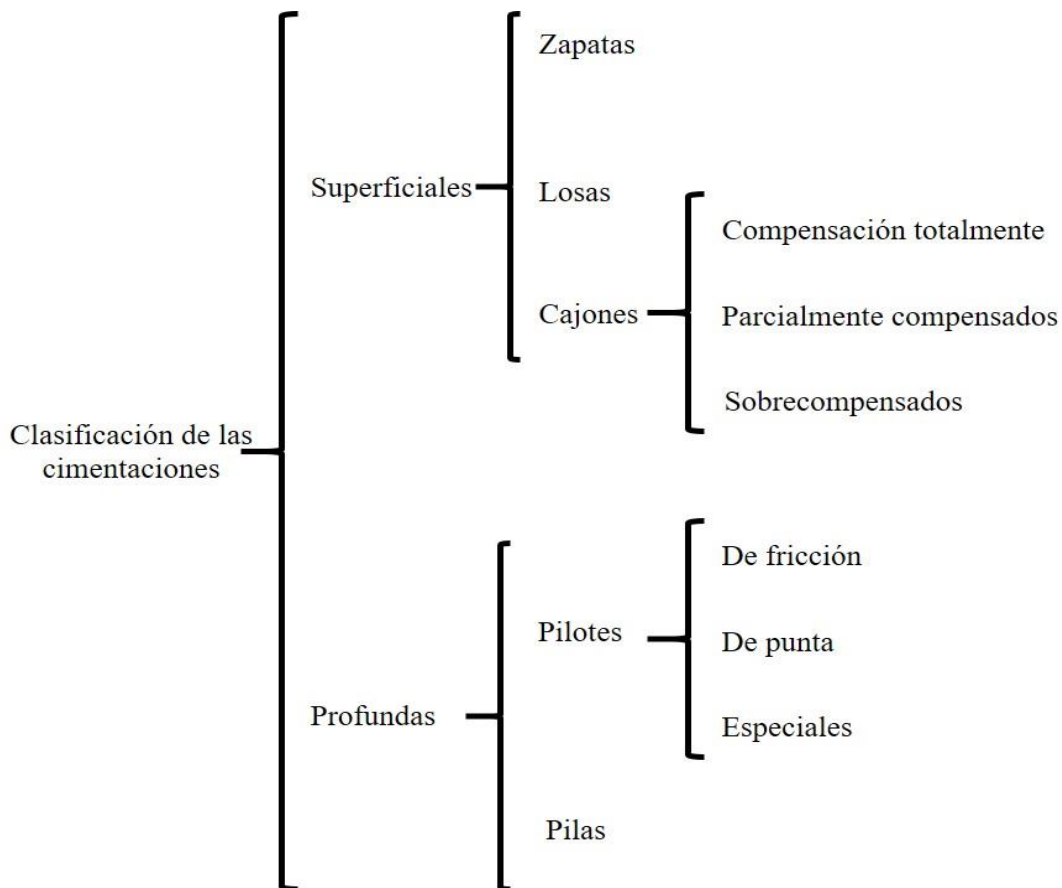 Clasificación de las
cimentaciones
Superficiales
Zapatas
Losas
Cajones
Compensación totalmente
Parcialmente compensados
Sobrecompensados
Profundas
Pilotes
De fricción
De punta
Especiales
Pilas